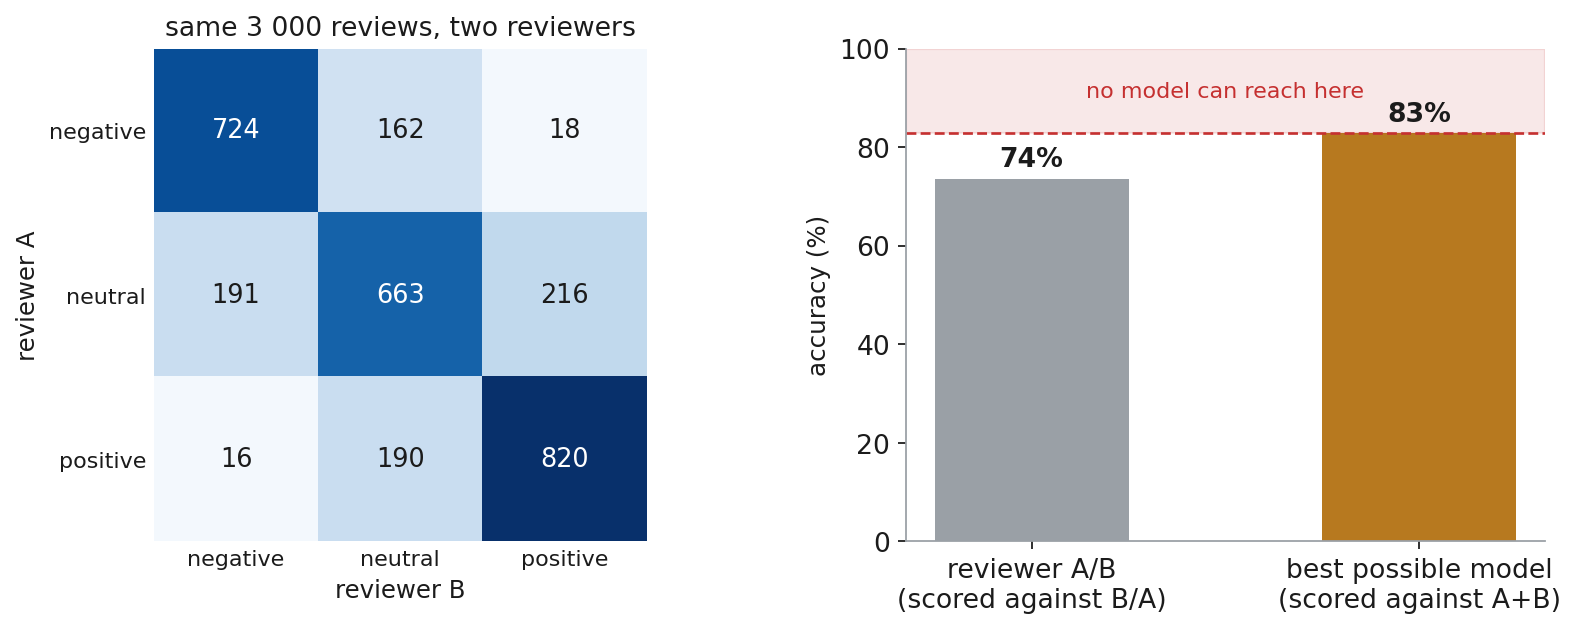 same 3 000 reviews, two reviewers
reviewer A
negative
724 162 18
neutral
191 663 216
positive
16 190 820
negative neutral positive
reviewer B
accuracy (%)
100
80
60
40
20
0
no model can reach here
83%
74%
reviewer A/B
(scored against B/A)
best possible model
(scored against A+B)